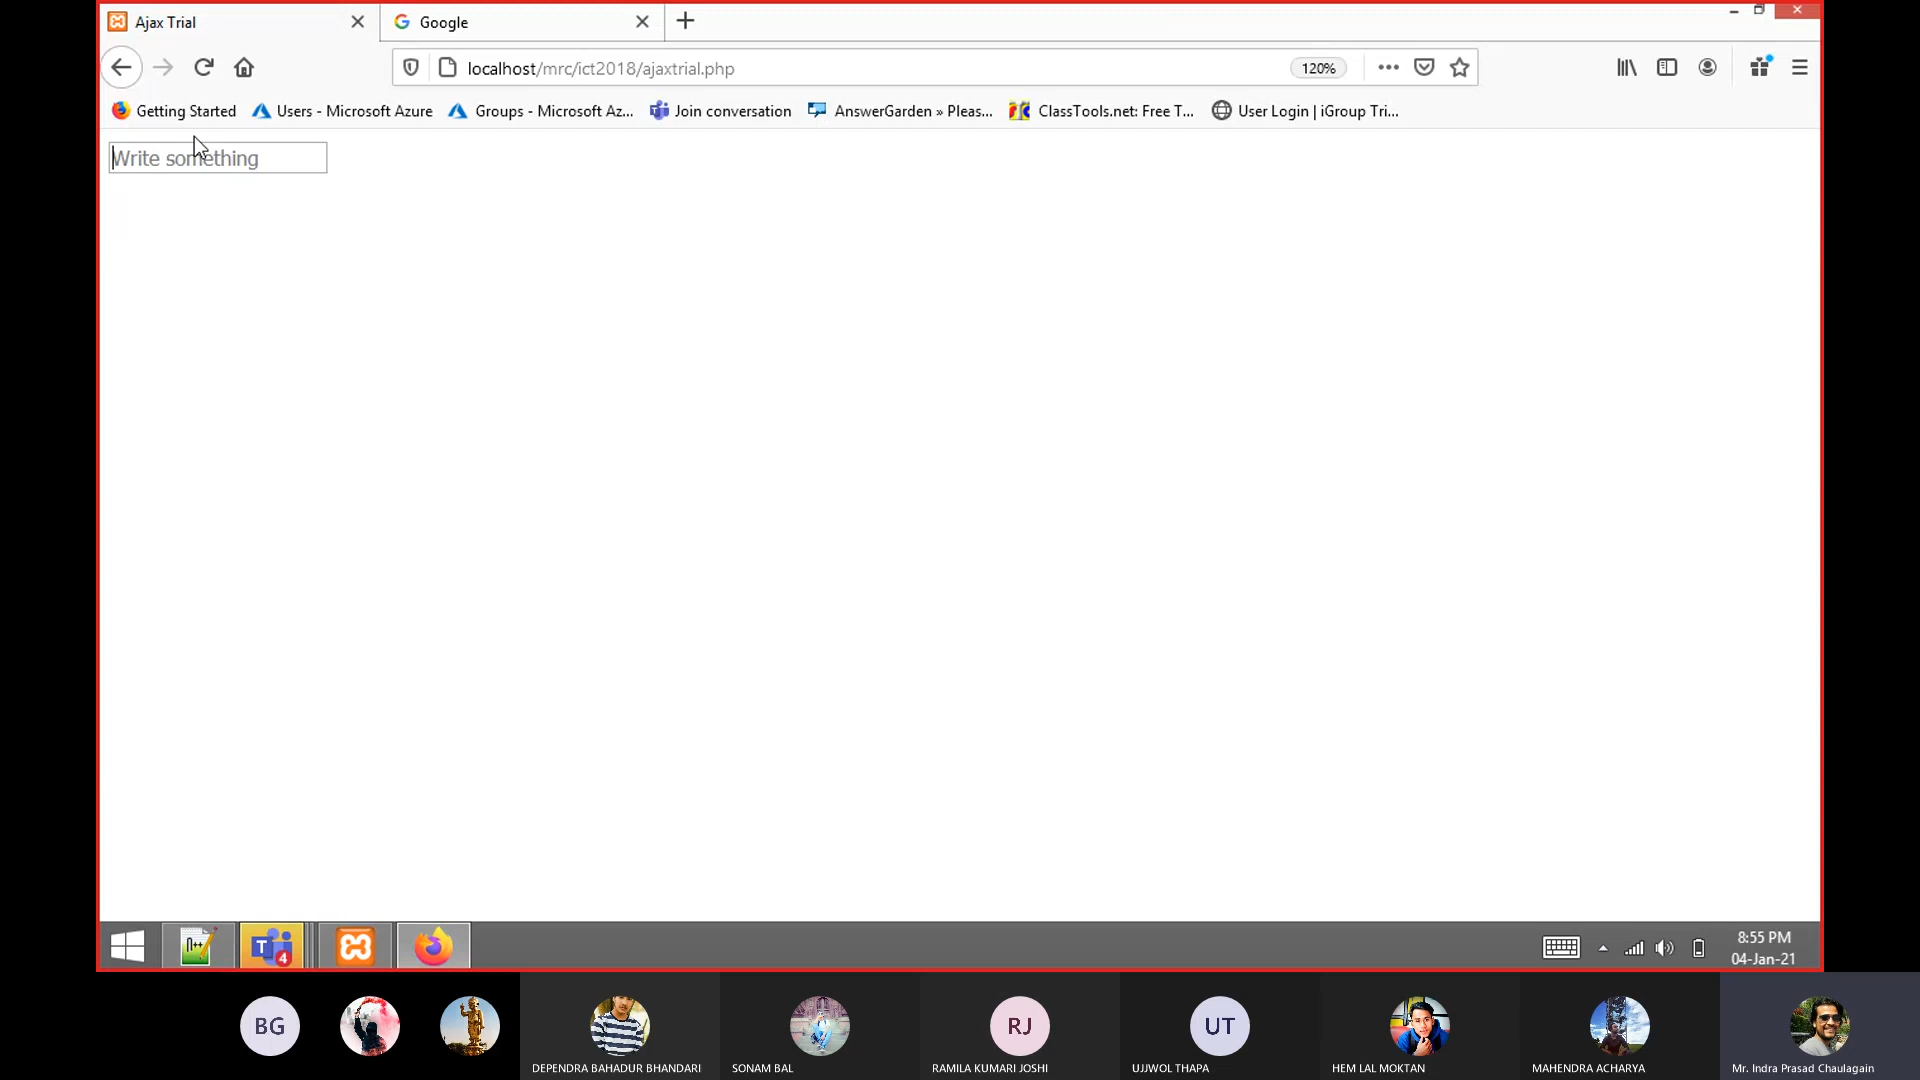 Ajax Trial
Google
localhost/mrc/ict2018/ajaxtrial.php
120%
Getting Started
Users - Microsoft Azure
Groups - Microsoft Az...
Join conversation
AnswerGarden » Pleas...
ClassTools.net: Free T...
User Login | iGroup Tri...
Write something
T
4
8:55 PM
04-Jan-21
BG
RJ
UT
DEPENDRA BAHADUR BHANDARI
SONAM BAL
RAMILA KUMARI JOSHI
UJJWOL THAPA
HEM LAL MOKTAN
MAHENDRA ACHARYA
Mr. Indra Prasad Chaulagain